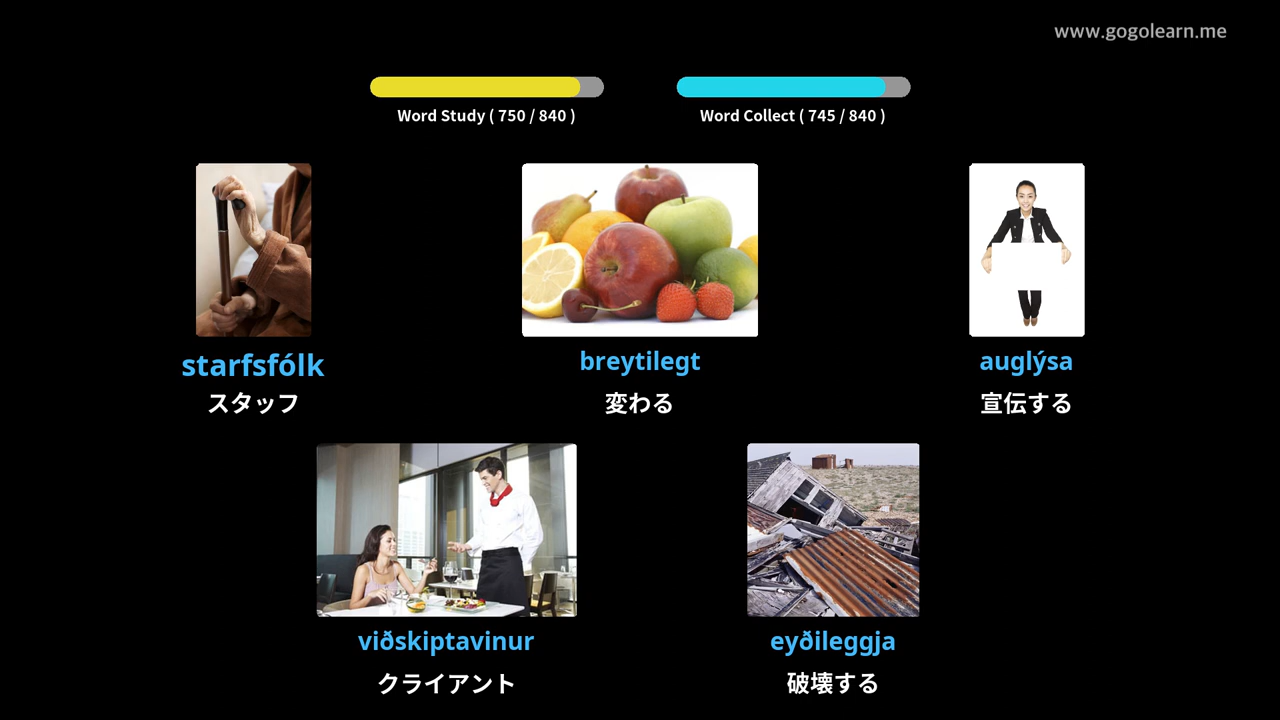 www.gogolearn.me
Word Study ( 750 / 840 )
Word Collect ( 745 / 840 )
starfsfólk
スタッフ
breytilegt
変わる
auglýsa
宣伝する
viðskiptavinur
クライアント
eyðileggja
破壊する